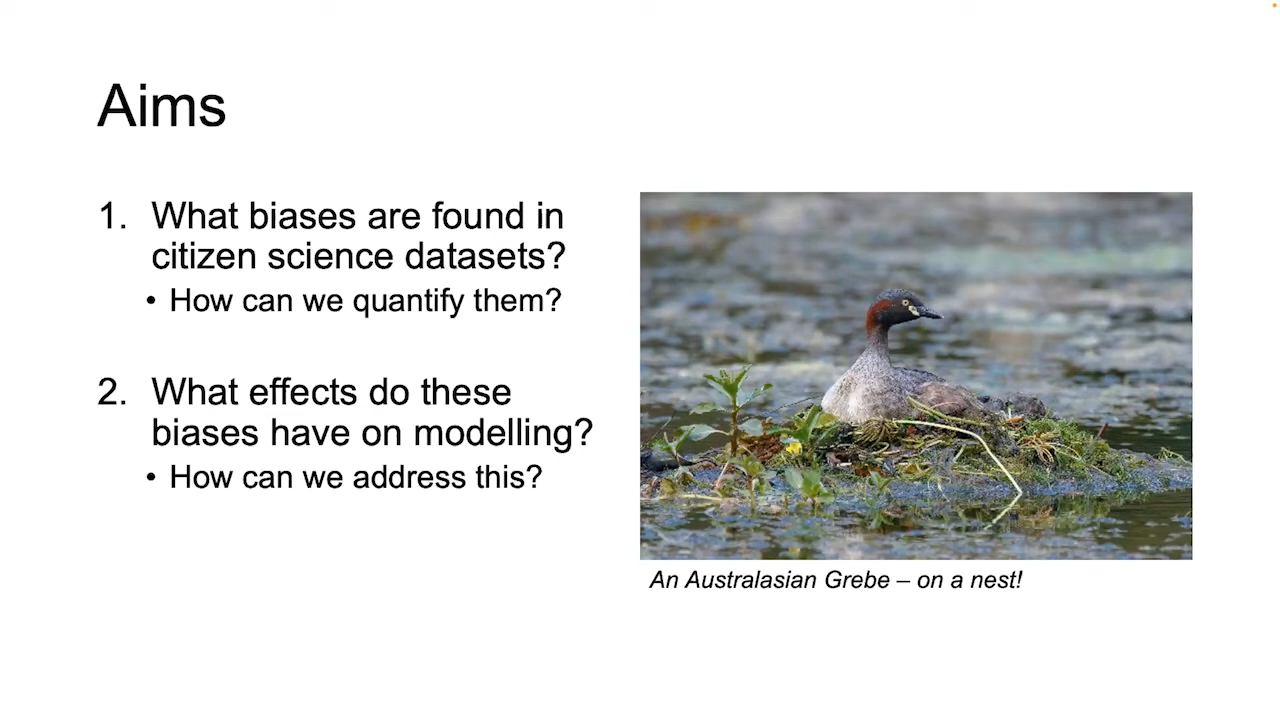 Aims
1. What biases are found in
citizen science datasets?
• How can we quantify them?
2. What effects do these
biases have on modelling?
• How can we address this?
An Australasian Grebe – on a nest!